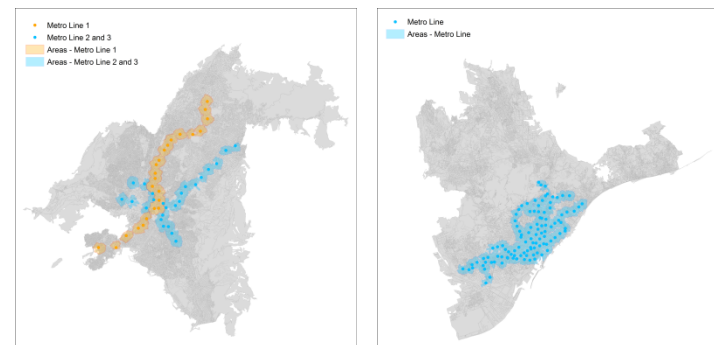 Metro Line 1
Metro Line 2 and 3
Areas - Metro Line 1
Areas - Metro Line 2 and 3
Metro Line
Areas - Metro Line